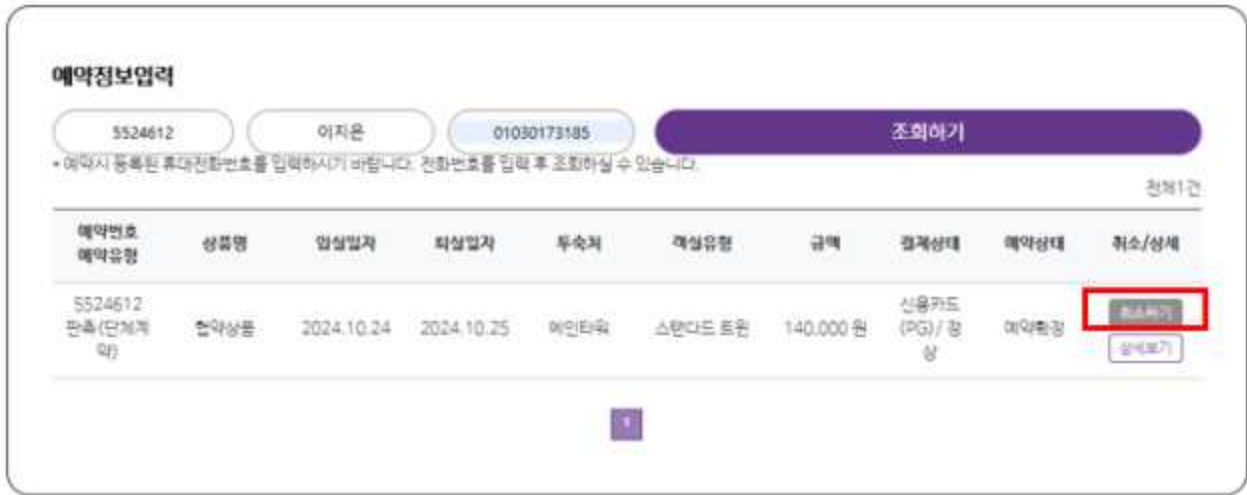 예약정보입력
5524612 이지은 01030173185 조회하기
* 예약시 등록된 휴대전화번호를 입력하시기 바랍니다. 전화번호를 입력 후 조회하실 수 있습니다.
전체1건
예약번호 예약유형 상품명 입실일자 퇴실일자 투숙처 객실유형 금액 결제상태 예약상태 취소/상세
5524612 판촉(단체계약) 협약상품 2024.10.24 2024.10.25 메인타워 스탠다드 트윈 140,000 원 신용카드(PG)/ 정상 예약확정 취소하기
상세보기
1